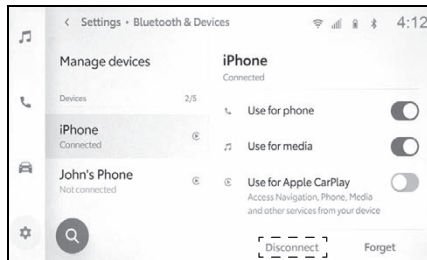 < Settings • Bluetooth & Devices
4:12
Manage devices
Devices 2/5
iPhone
Connected
John's Phone
Not connected
iPhone
Connected
Use for phone
Use for media
Use for Apple CarPlay
Access Navigation, Phone, Media
and other services from your device
Disconnect Forget